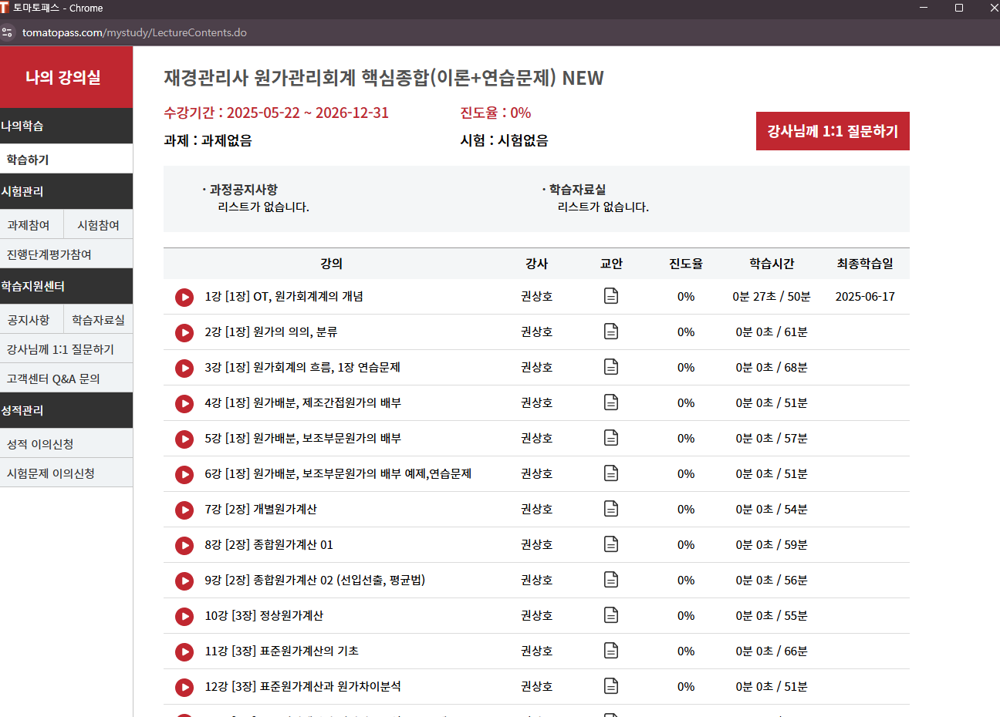 토마토패스 - Chrome
tomatopass.com/mystudy/LectureContents.do
나의 강의실
나의학습
학습하기
시험관리
과제참여 시험참여
진행단계평가참여
학습지원센터
공지사항 학습자료실
강사님께 1:1 질문하기
고객센터 Q&A 문의
성적관리
성적 이의신청
시험문제 이의신청
재경관리사 원가관리회계 핵심종합(이론+연습문제) NEW
수강기간 : 2025-05-22 ~ 2026-12-31 진도율 : 0%
과제 : 과제없음 시험 : 시험없음
강사님께 1:1 질문하기
· 과정공지사항
리스트가 없습니다.
· 학습자료실
리스트가 없습니다.
강의 강사 교안 진도율 학습시간 최종학습일
1강 [1장] OT, 원가회계계의 개념 권상호 0% 0분 27초 / 50분 2025-06-17
2강 [1장] 원가의 의의, 분류 권상호 0% 0분 0초 / 61분
3강 [1장] 원가회계의 흐름, 1장 연습문제 권상호 0% 0분 0초 / 68분
4강 [1장] 원가배분, 제조간접원가의 배부 권상호 0% 0분 0초 / 51분
5강 [1장] 원가배분, 보조부문원가의 배부 권상호 0% 0분 0초 / 57분
6강 [1장] 원가배분, 보조부문원가의 배부 예제,연습문제 권상호 0% 0분 0초 / 51분
7강 [2장] 개별원가계산 권상호 0% 0분 0초 / 54분
8강 [2장] 종합원가계산 01 권상호 0% 0분 0초 / 59분
9강 [2장] 종합원가계산 02 (선입선출, 평균법) 권상호 0% 0분 0초 / 56분
10강 [3장] 정상원가계산 권상호 0% 0분 0초 / 55분
11강 [3장] 표준원가계산의 기초 권상호 0% 0분 0초 / 66분
12강 [3장] 표준원가계산과 원가차이분석 권상호 0% 0분 0초 / 51분